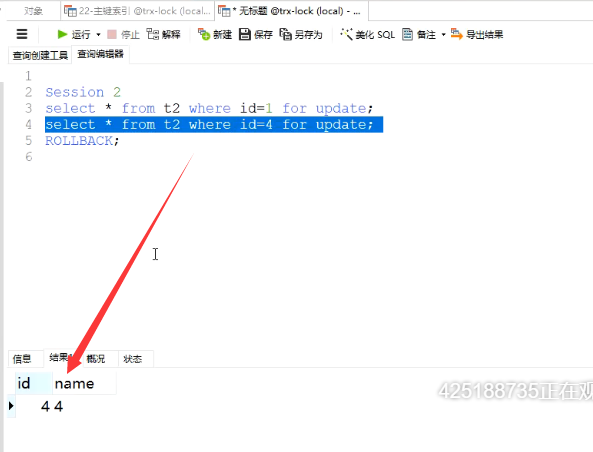 对象 22-主键索引 @trx-lock (local... * 无标题 @trx-lock (local) - ...
运行 停止 解释 新建 保存 另存为 美化 SQL 备注 导出结果
查询创建工具 查询编辑器
1
2 Session 2
3 select * from t2 where id=1 for update;
4 select * from t2 where id=4 for update;
5 ROLLBACK;
6
信息 结果 概况 状态
id name
4 4
425188735正在观